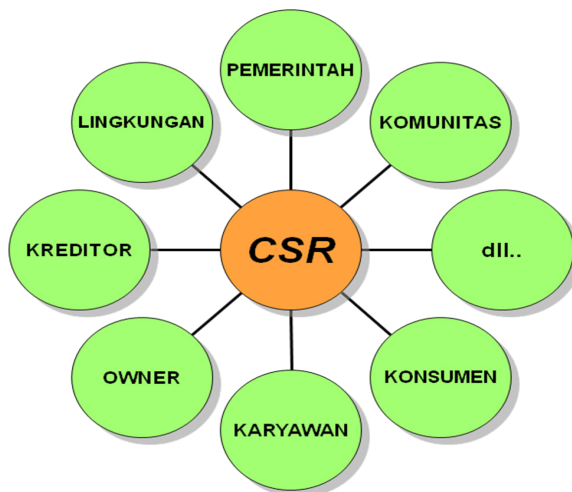 PEMERINTAH
LINGKUNGAN
KOMUNITAS
KREDITOR
CSR
dll..
OWNER
KONSUMEN
KARYAWAN